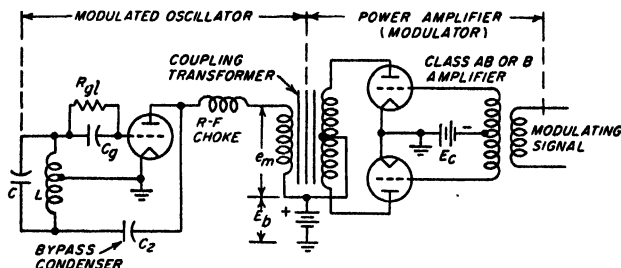 MODULATED OSCILLATOR
POWER AMPLIFIER
(MODULATOR)
COUPLING
TRANSFORMER
CLASS AB OR B
AMPLIFIER
Rgl
Cg
R-F
CHOKE
em
Ec
-
MODULATING
SIGNAL
C
L
Eb
+
C2
BYPASS
CONDENSER